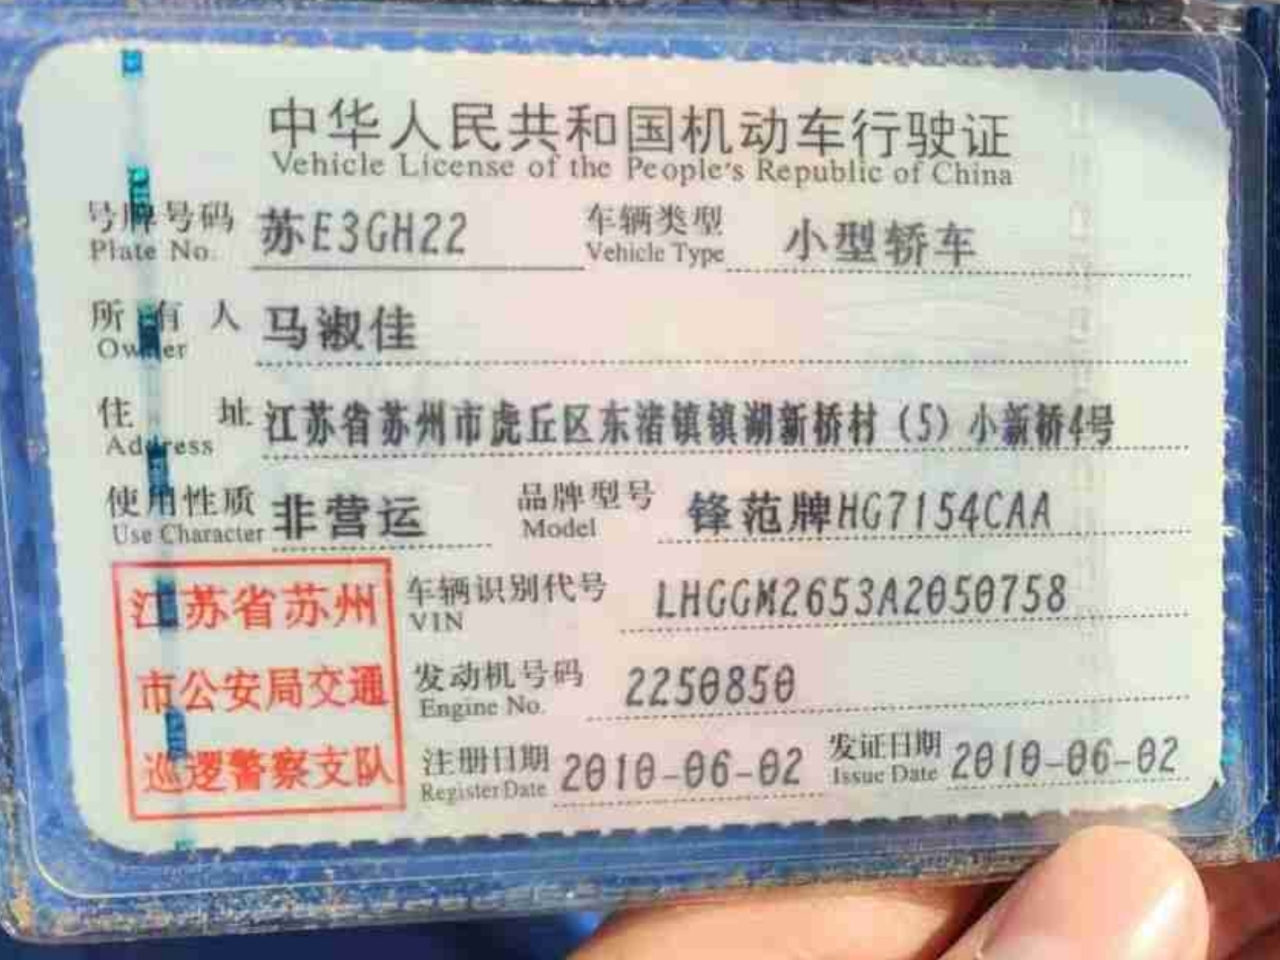 中华人民共和国机动车行驶证
Vehicle License of the People's Republic of China
号牌号码 苏E3GH22 车辆类型 小型轿车
Plate No. Vehicle Type
所有人 马淑佳
Owner
住址 江苏省苏州市虎丘区东渚镇镇湖新桥村（5）小新桥4号
Address
使用性质 非营运 品牌型号 锋范牌HG7154CAA
Use Character Model
江苏省苏州 车辆识别代号 LHGGM2653A2050758
VIN
市公安局交通 发动机号码 2250850
Engine No.
巡逻警察支队 注册日期 2010-06-02 发证日期 2010-06-02
Register Date Issue Date